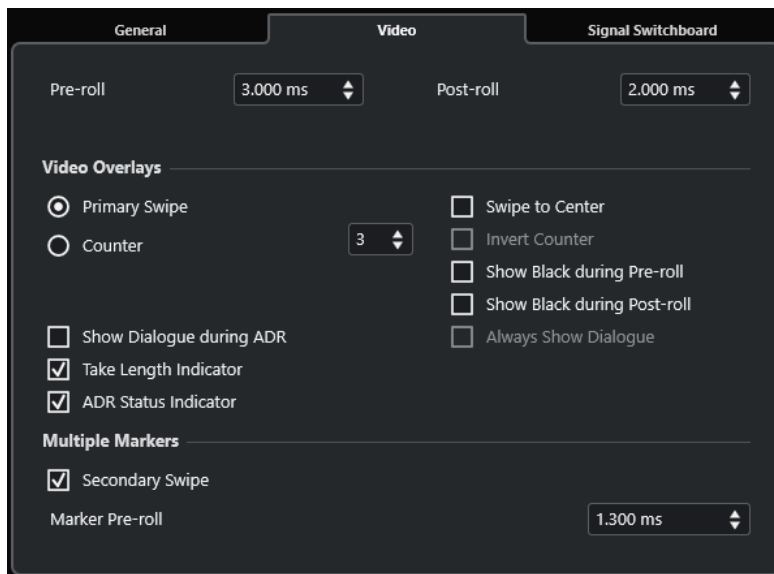 General Video Signal Switchboard
Pre-roll 3.000 ms Post-roll 2.000 ms
Video Overlays
Primary Swipe Swipe to Center
Counter 3 Invert Counter
Show Black during Pre-roll
Show Black during Post-roll
Show Dialogue during ADR Always Show Dialogue
Take Length Indicator
ADR Status Indicator
Multiple Markers
Secondary Swipe
Marker Pre-roll 1.300 ms